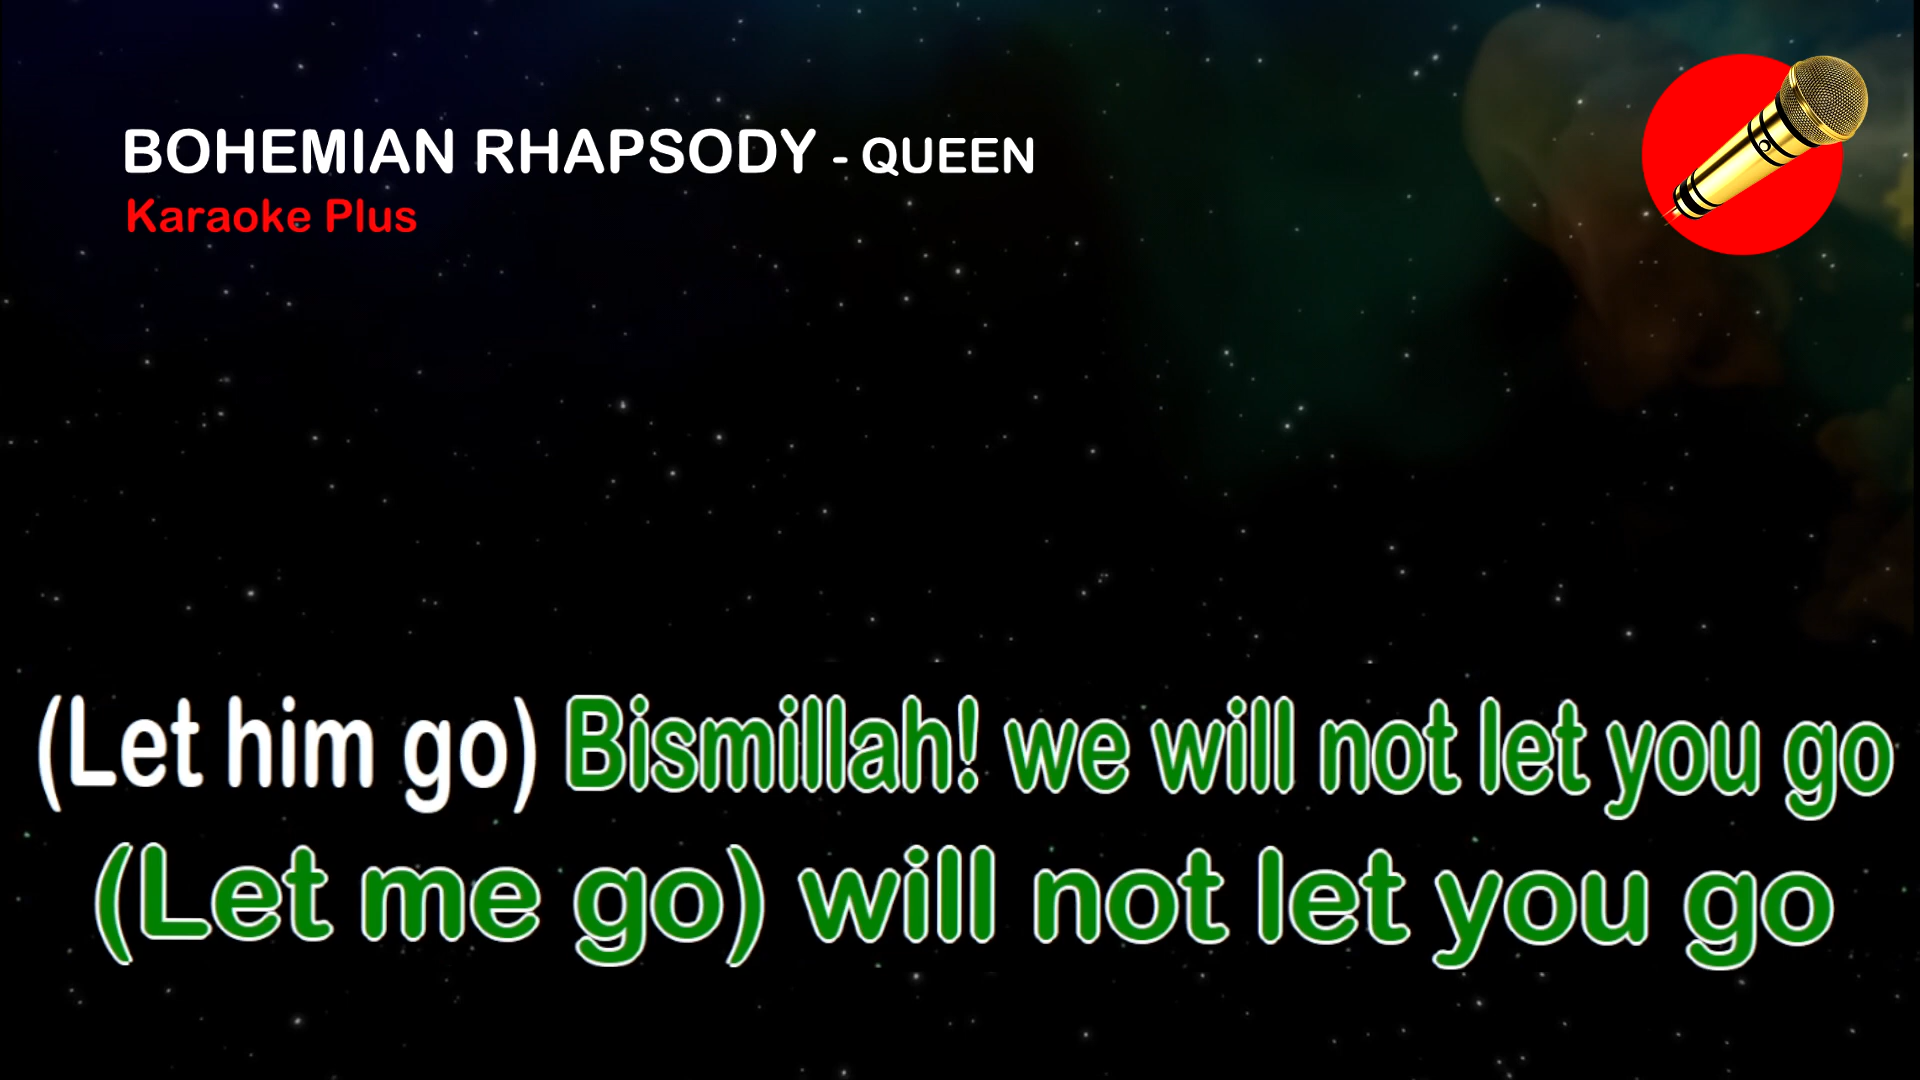 BOHEMIAN RHAPSODY - QUEEN
Karaoke Plus
(Let him go) Bismillah! we will not let you go
(Let me go) will not let you go